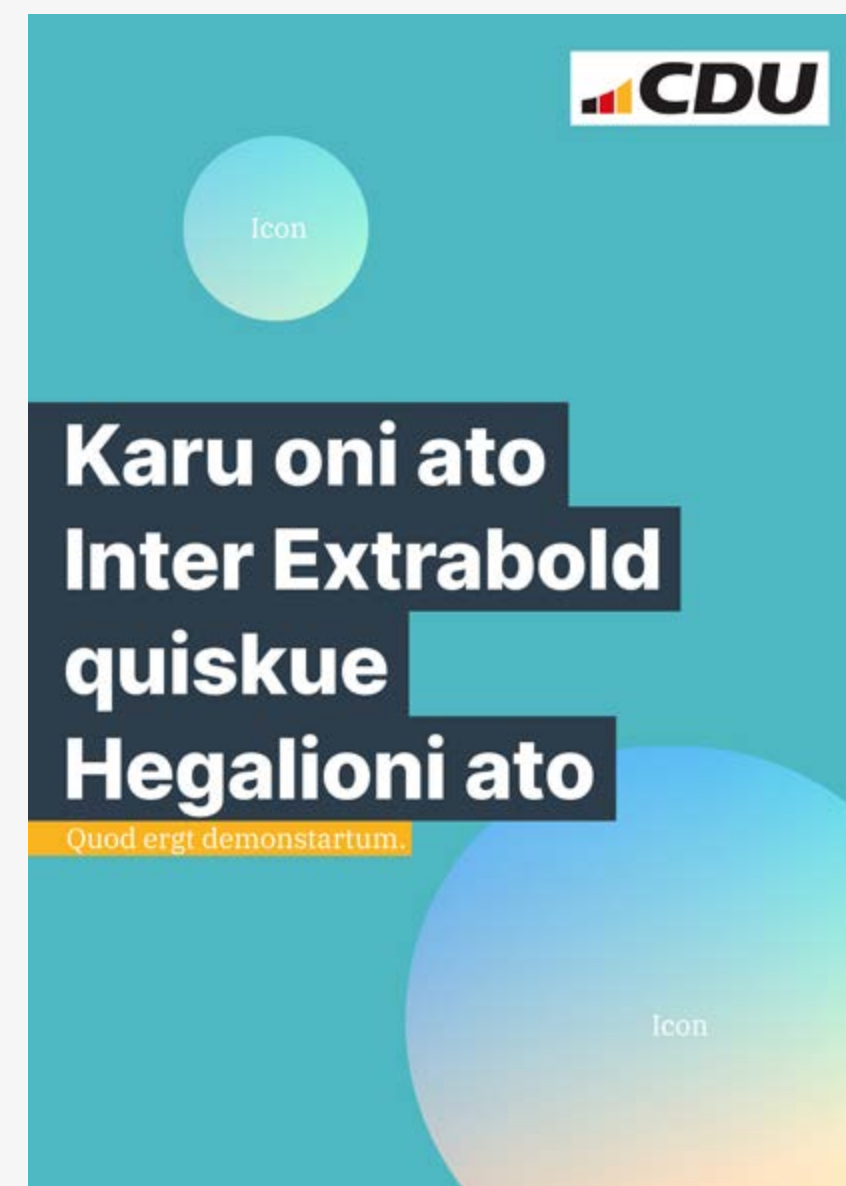 CDU
Icon
Karu oni ato
Inter Extrabold
quiskue
Hegalioni ato
Quod ergt demonstartum.
Icon